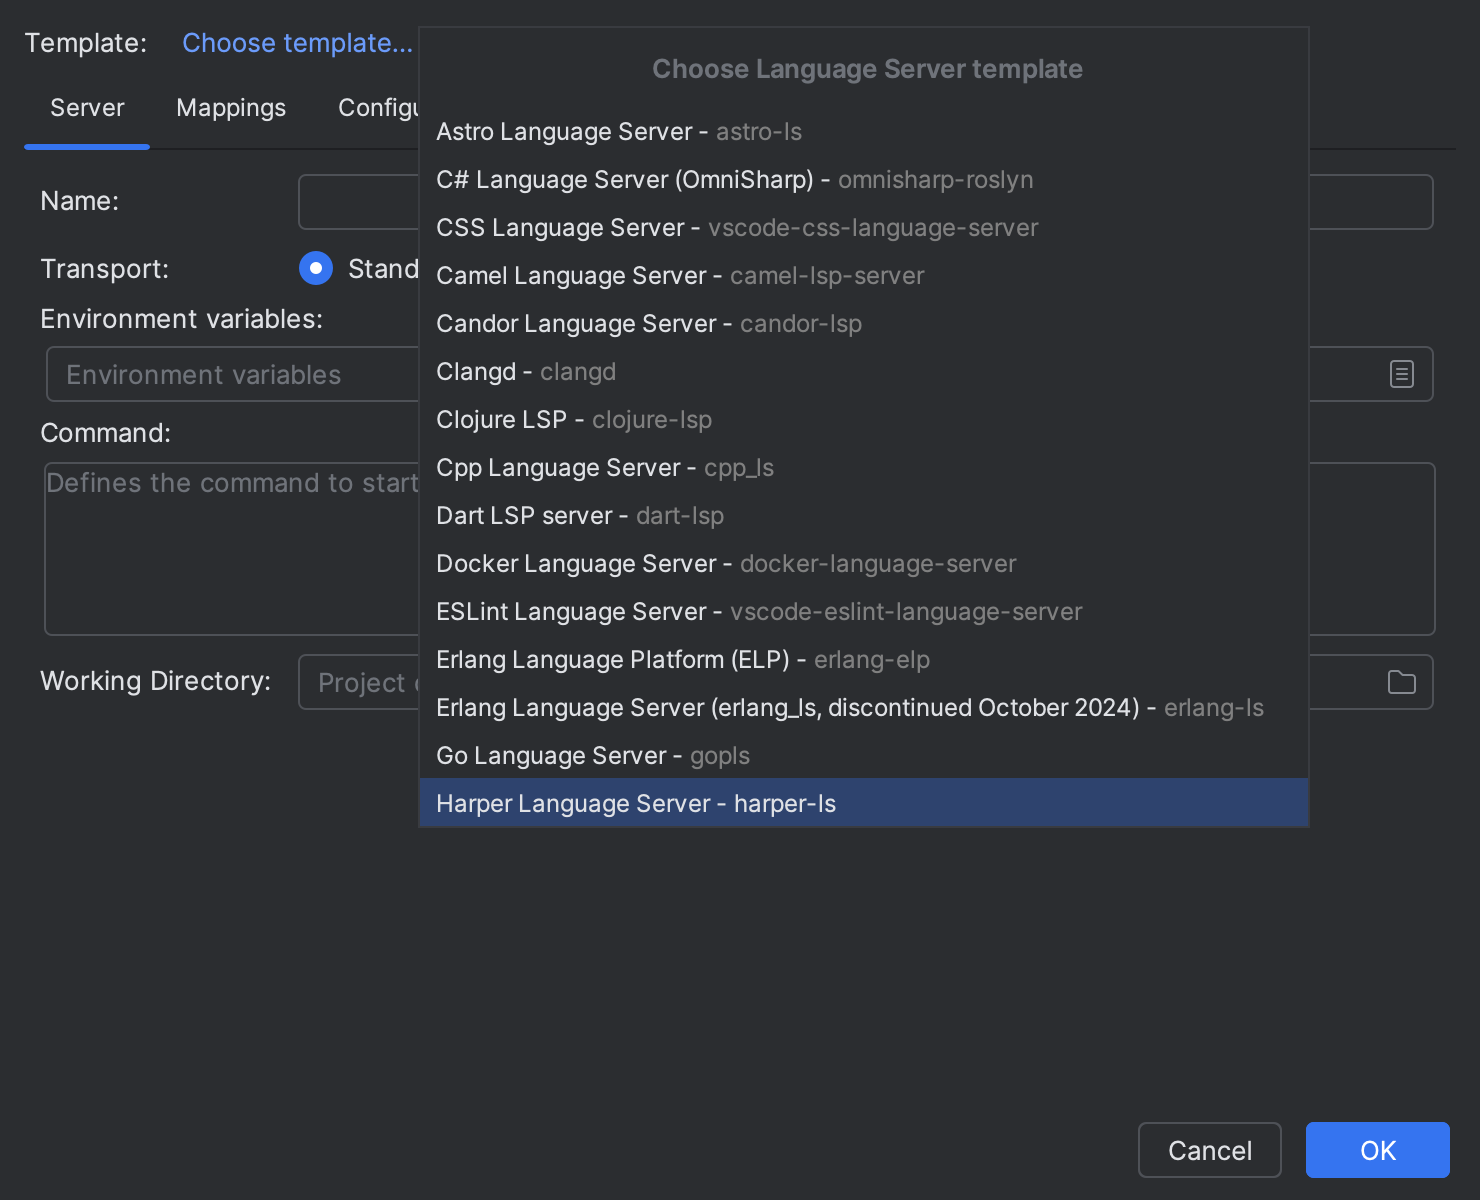 Template: Choose template...
Choose Language Server template
Server Mappings Configu
Astro Language Server - astro-ls
C# Language Server (OmniSharp) - omnisharp-roslyn
Name:
CSS Language Server - vscode-css-language-server
Transport: Stand
Camel Language Server - camel-lsp-server
Environment variables:
Candor Language Server - candor-lsp
Environment variables
Clangd - clangd
Clojure LSP - clojure-lsp
Command:
Cpp Language Server - cpp_ls
Defines the command to start
Dart LSP server - dart-lsp
Docker Language Server - docker-language-server
ESLint Language Server - vscode-eslint-language-server
Erlang Language Platform (ELP) - erlang-elp
Working Directory: Project
Erlang Language Server (erlang_ls, discontinued October 2024) - erlang-ls
Go Language Server - gopls
Harper Language Server - harper-ls
Cancel OK